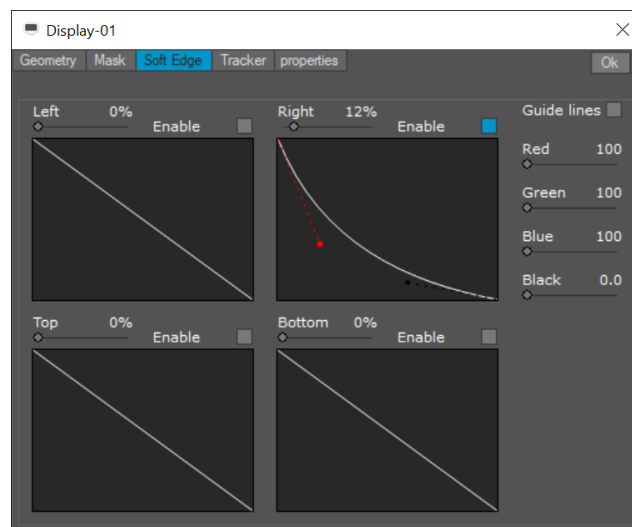 Display-01
Geometry Mask Soft Edge Tracker properties Ok
Left 0% Enable
Right 12% Enable
Guide lines
Red 100
Green 100
Blue 100
Black 0.0
Top 0% Enable
Bottom 0% Enable